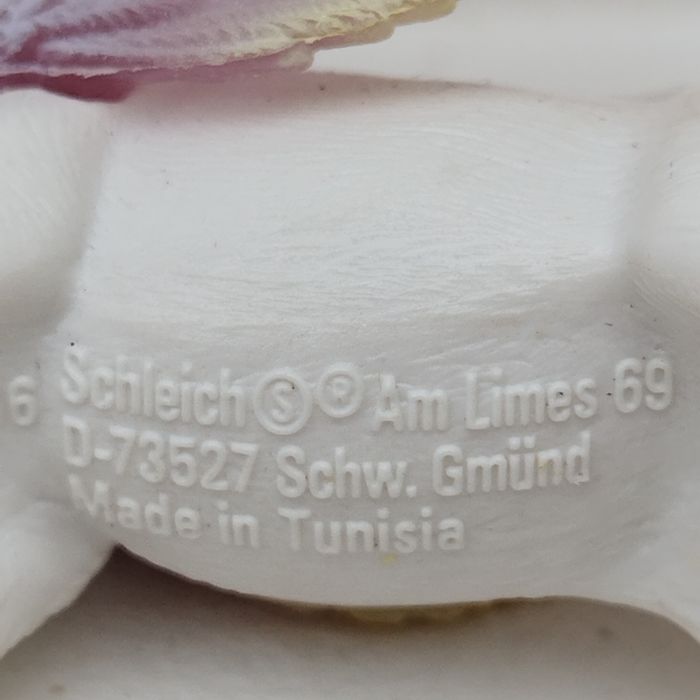 6 Schleich Ⓢ® Am Limes 69
D-73527 Schw. Gmünd
Made in Tunisia